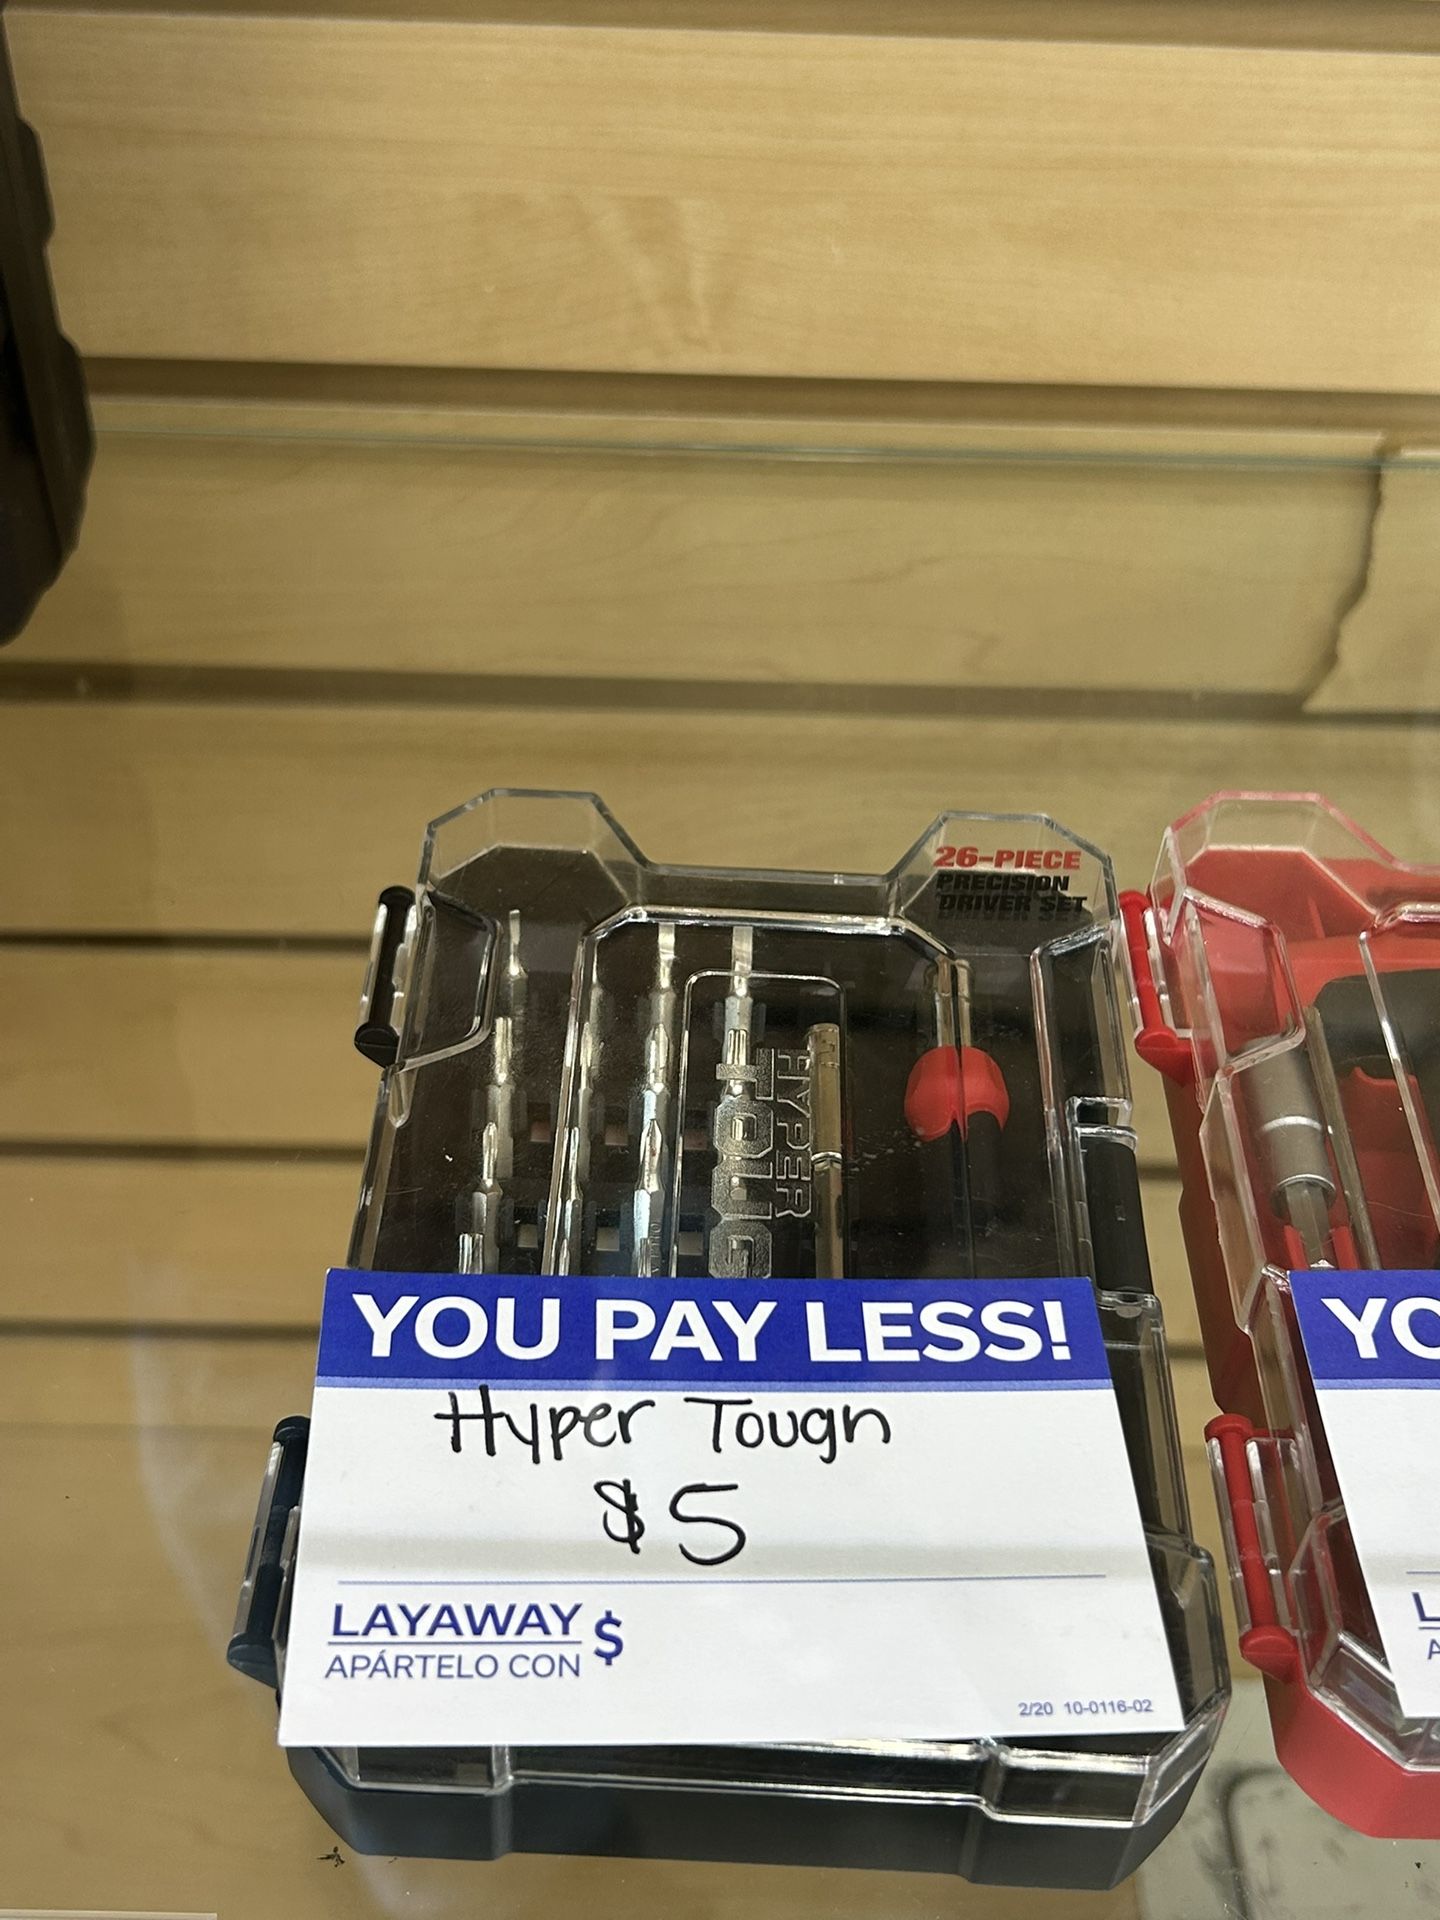 26-PIECE
PRECISION
DRIVER SET
HYPER
TOUG
YOU PAY LESS!
Hyper Tough
$5
LAYAWAY $
APÁRTELO CON
2/20 10-0116-02
YO
L
A